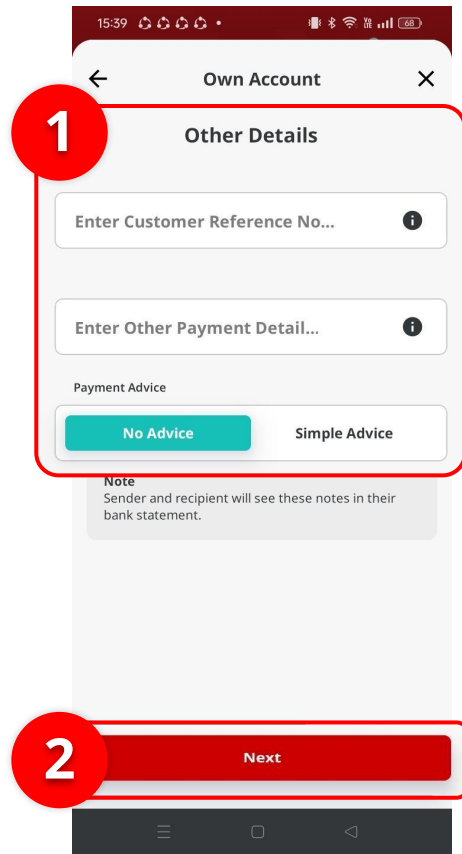 15:39
68
Own Account
1
Other Details
Enter Customer Reference No...
Enter Other Payment Detail...
Payment Advice
No Advice
Simple Advice
Note
Sender and recipient will see these notes in their
bank statement.
2
Next